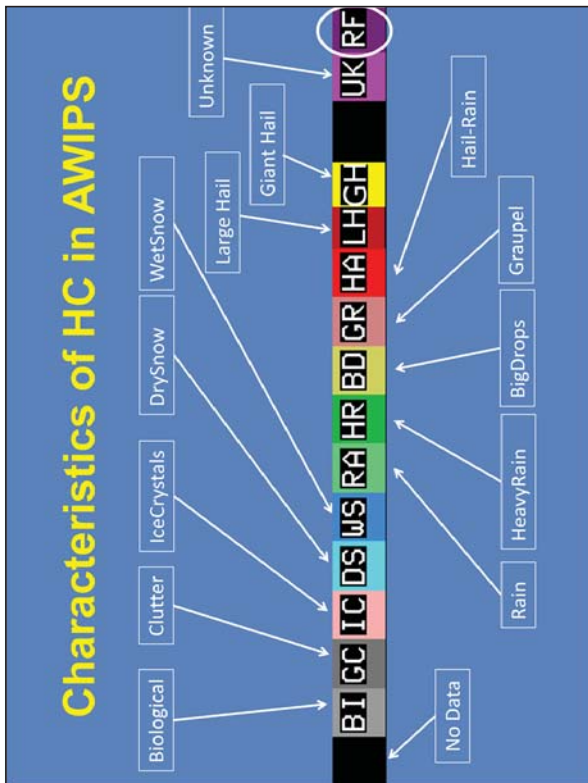 Characteristics of HC in AWIPS
Biological
Clutter
IceCrystals
DrySnow
WetSnow
Large Hail
Giant Hail
Unknown
BI GC IC DS WS RA HR BD GR HA LH GH UK RF
No Data
Rain
HeavyRain
BigDrops
Graupel
Hail-Rain